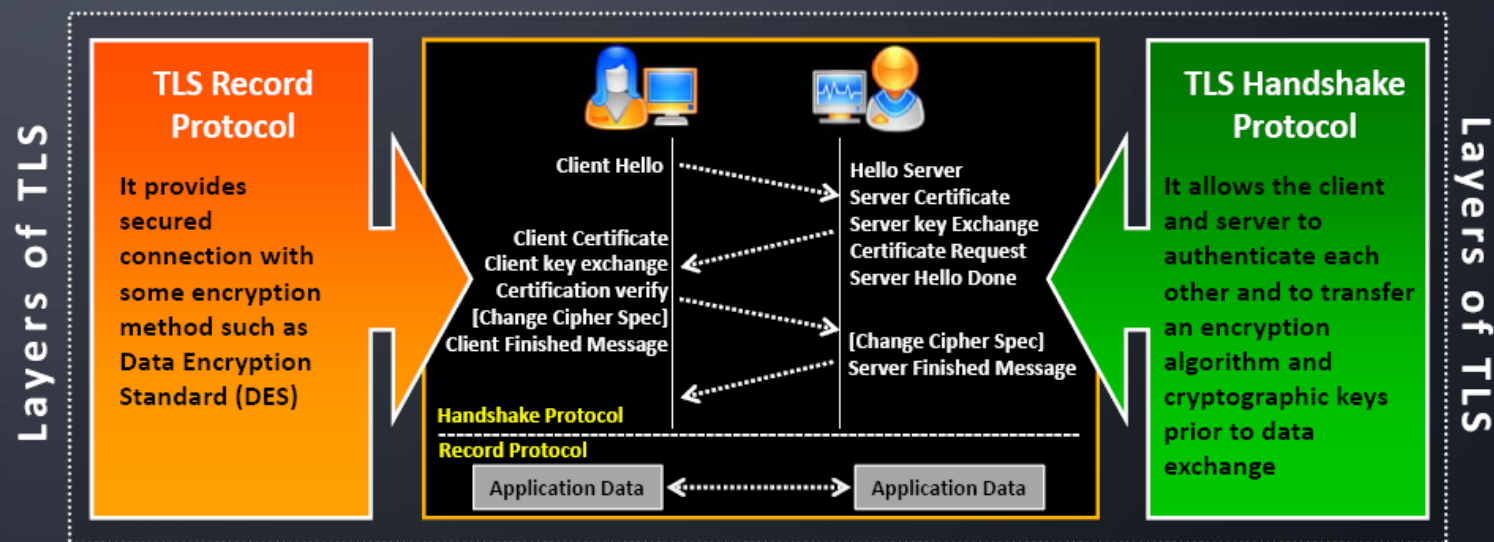 Layers of TLS
TLS Record
Protocol
It provides
secured
connection with
some encryption
method such as
Data Encryption
Standard (DES)
Client Hello
Hello Server
Server Certificate
Server key Exchange
Certificate Request
Server Hello Done
Client Certificate
Client key exchange
Certification verify
[Change Cipher Spec]
Client Finished Message
[Change Cipher Spec]
Server Finished Message
Handshake Protocol
Record Protocol
Application Data
Application Data
TLS Handshake
Protocol
It allows the client
and server to
authenticate each
other and to transfer
an encryption
algorithm and
cryptographic keys
prior to data
exchange
Layers of TLS